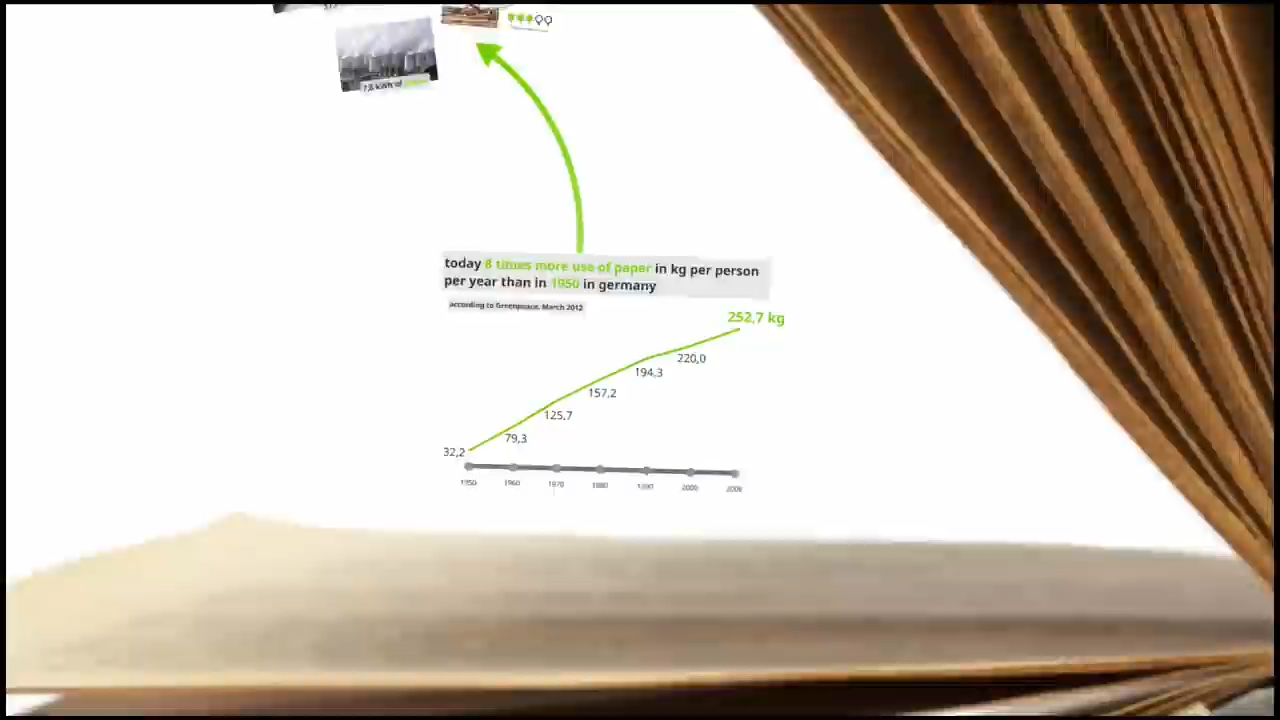 today 8 times more use of paper in kg per person
per year than in 1950 in germany
according to Greenpeace, March 2012
252,7 kg
220,0
194,3
157,2
125,7
79,3
32,2
1950 1960 1970 1980 1990 2000